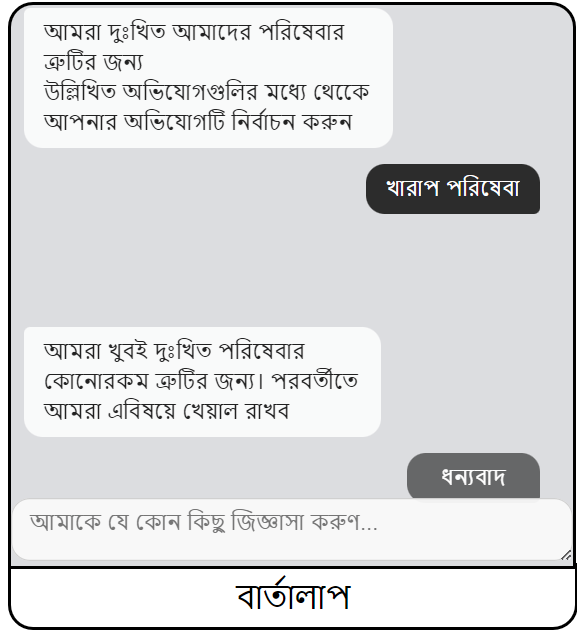 আমরা দুঃখিত আমাদের পরিষেবার
ত্রুটির জন্য
উল্লিখিত অভিযোগগুলির মধ্যে থেকে
আপনার অভিযোগটি নির্বাচন করুন
খারাপ পরিষেবা
আমরা খুবই দুঃখিত পরিষেবার
কোনোরকম ত্রুটির জন্য। পরবর্তীতে
আমরা এবিষয়ে খেয়াল রাখব
ধন্যবাদ
আমাকে যে কোন কিছু জিজ্ঞাসা করুণ...
বার্তালাপ